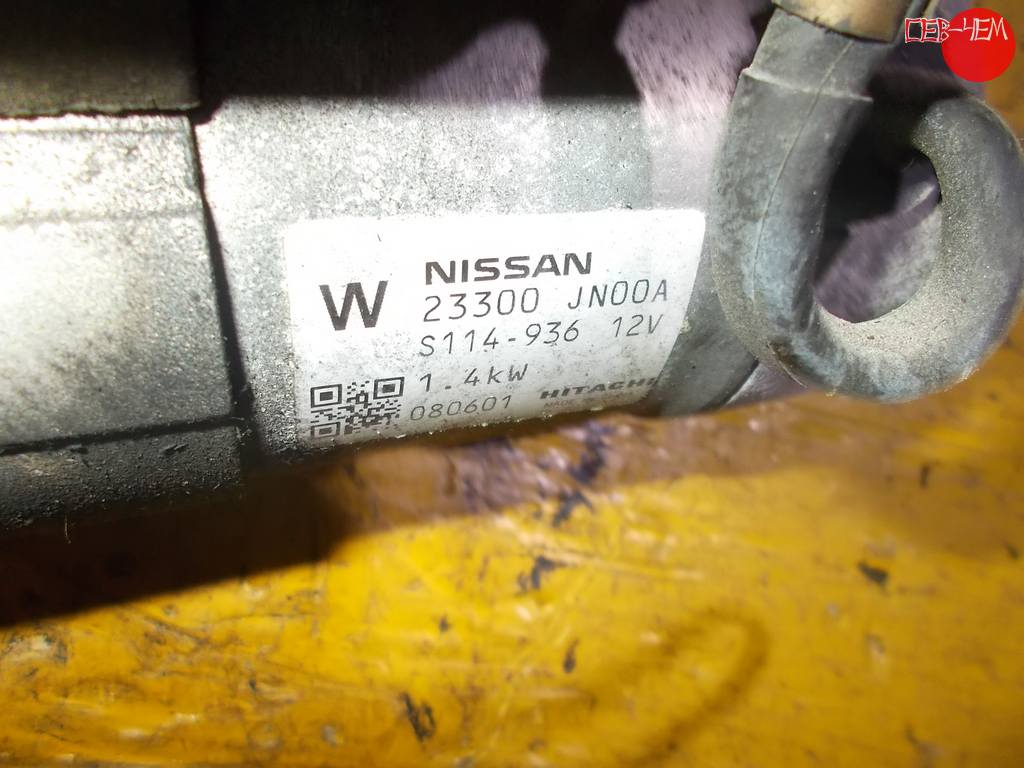 NISSAN
W
23300 JN00A
S114-936 12V
1.4kW
080601 HITACHI